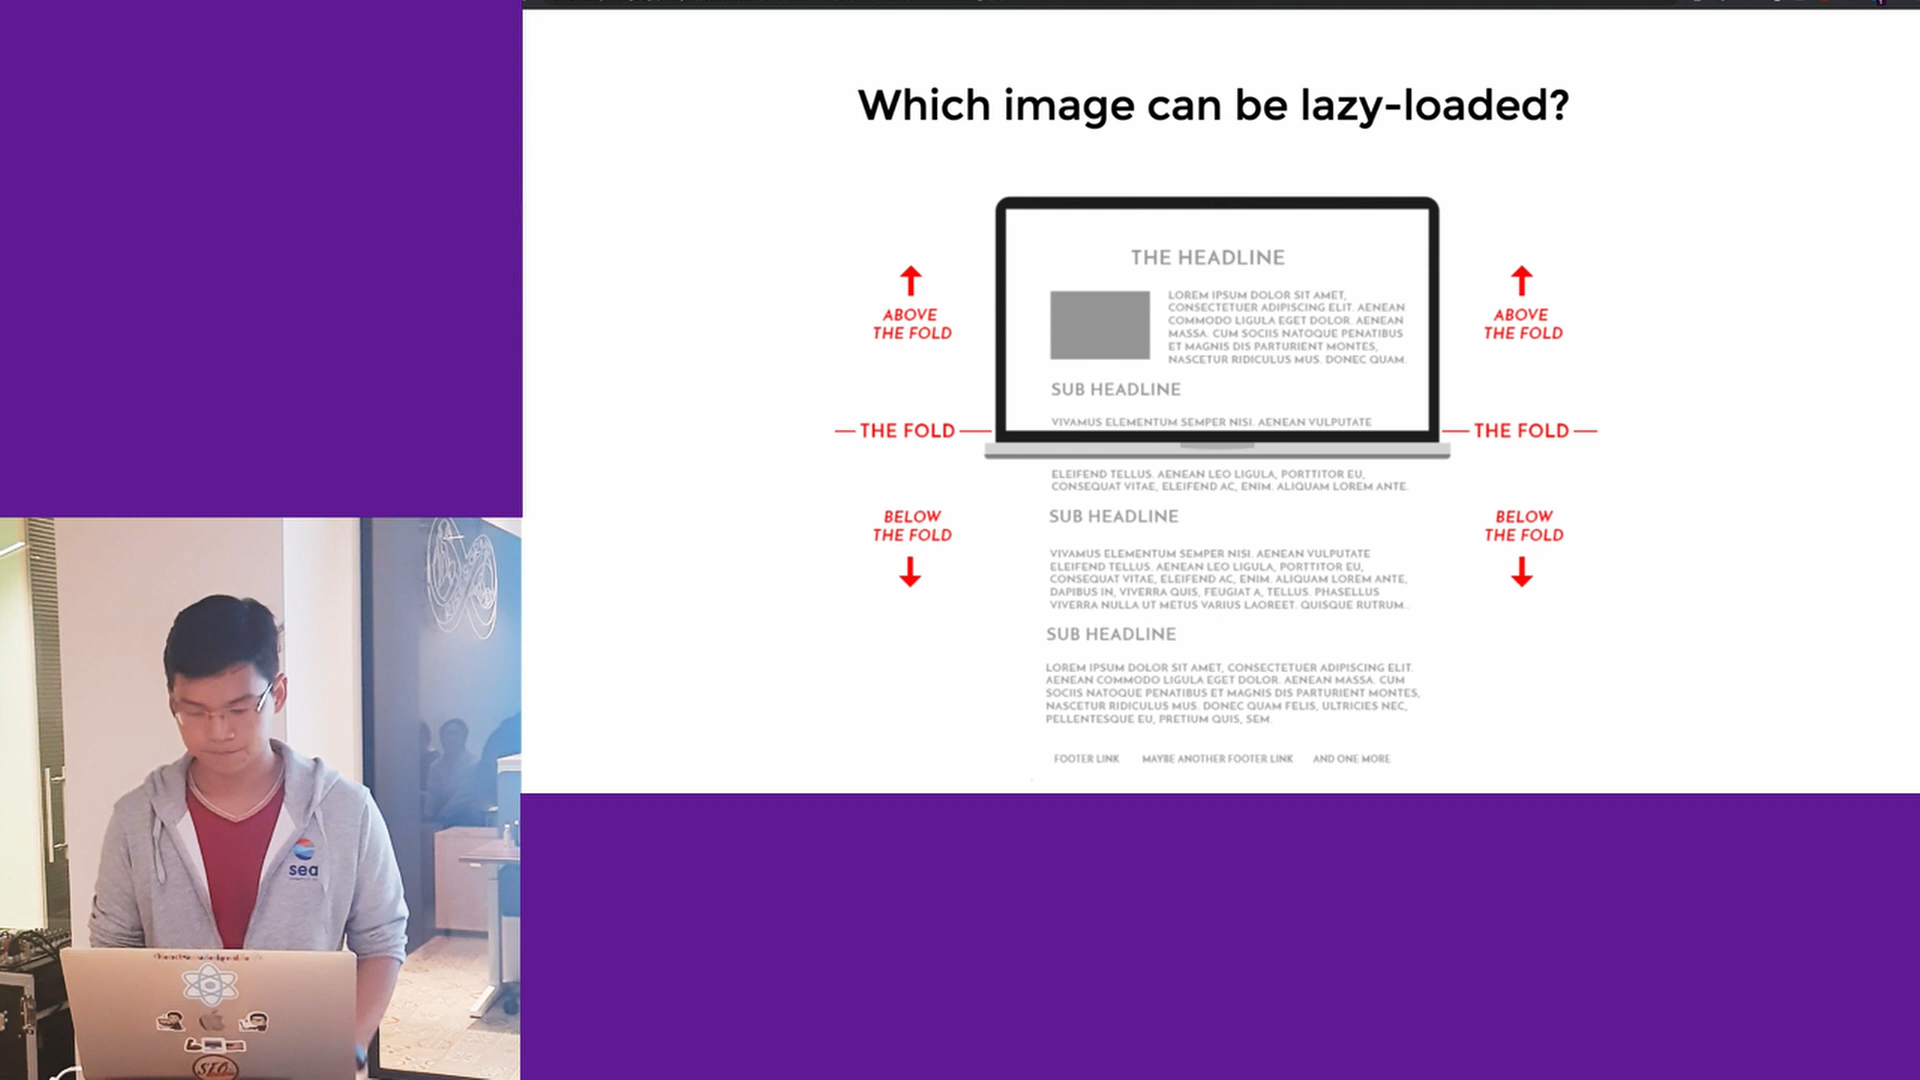 Which image can be lazy-loaded?
THE HEADLINE
ABOVE
THE FOLD
LOREM IPSUM DOLOR SIT AMET,
CONSECTETUER ADIPISCING ELIT. AENEAN
COMMODO LIGULA EGET DOLOR. AENEAN
MASSA. CUM SOCIIS NATOQUE PENATIBUS
ET MAGNIS DIS PARTURIENT MONTES,
NASCETUR RIDICULUS MUS. DONEC QUAM.
ABOVE
THE FOLD
SUB HEADLINE
VIVAMUS ELEMENTUM SEMPER NISI. AENEAN VULPUTATE
THE FOLD
THE FOLD
ELEIFEND TELLUS. AENEAN LEO LIGULA, PORTTITOR EU,
CONSEQUAT VITAE, ELEIFEND AC, ENIM. ALIQUAM LOREM ANTE.
BELOW
THE FOLD
SUB HEADLINE
BELOW
THE FOLD
VIVAMUS ELEMENTUM SEMPER NISI. AENEAN VULPUTATE
ELEIFEND TELLUS. AENEAN LEO LIGULA, PORTTITOR EU,
CONSEQUAT VITAE, ELEIFEND AC, ENIM. ALIQUAM LOREM ANTE,
DAPIBUS IN, VIVERRA QUIS, FEUGIAT A, TELLUS. PHASELLUS
VIVERRA NULLA UT METUS VARIUS LAOREET. QUISQUE RUTRUM.
SUB HEADLINE
LOREM IPSUM DOLOR SIT AMET, CONSECTETUER ADIPISCING ELIT.
AENEAN COMMODO LIGULA EGET DOLOR. AENEAN MASSA. CUM
SOCIIS NATOQUE PENATIBUS ET MAGNIS DIS PARTURIENT MONTES,
NASCETUR RIDICULUS MUS. DONEC QUAM FELIS, ULTRICIES NEC,
PELLENTESQUE EU, PRETIUM QUIS, SEM.
FOOTER LINK MAYBE ANOTHER FOOTER LINK AND ONE MORE
sea
SEO